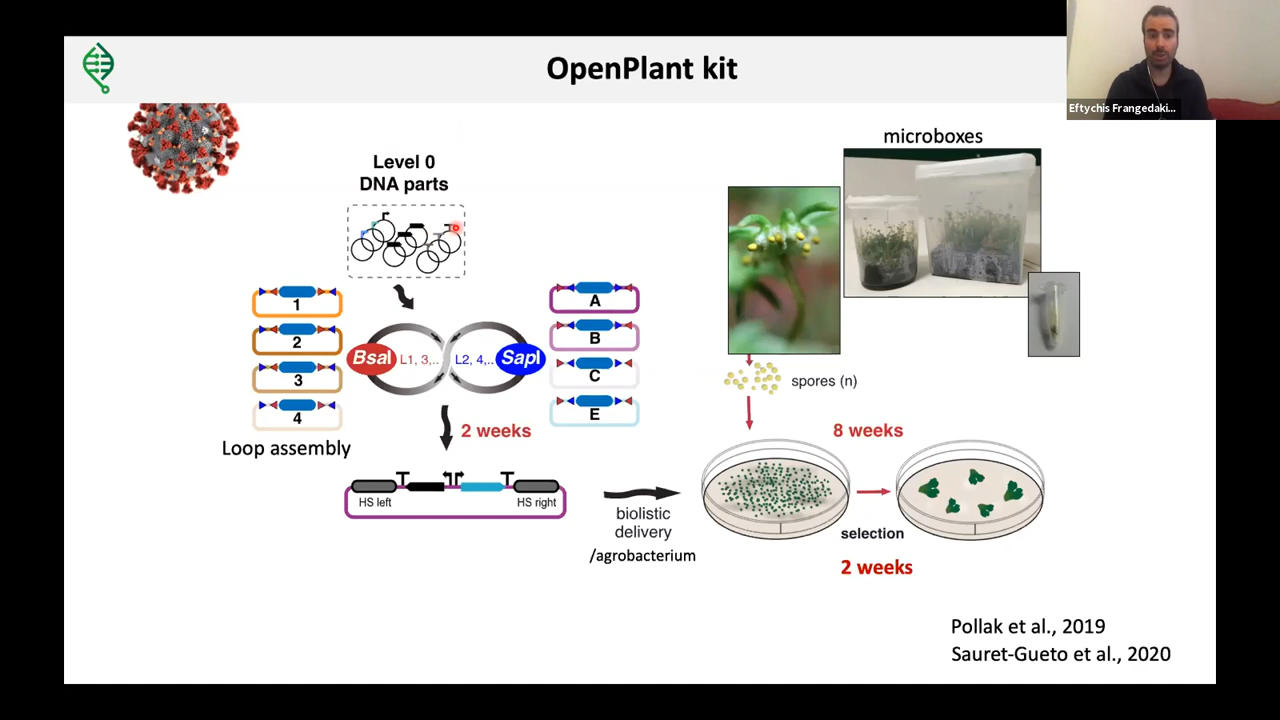 OpenPlant kit
Eftychis Frangedaki...
microboxes
Level 0
DNA parts
1
2
3
4
BsaI
L1, 3,..
L2, 4,..
SapI
A
B
C
E
Loop assembly
2 weeks
HS left
HS right
biolistic
delivery
/agrobacterium
spores (n)
8 weeks
selection
2 weeks
Pollak et al., 2019
Sauret-Gueto et al., 2020